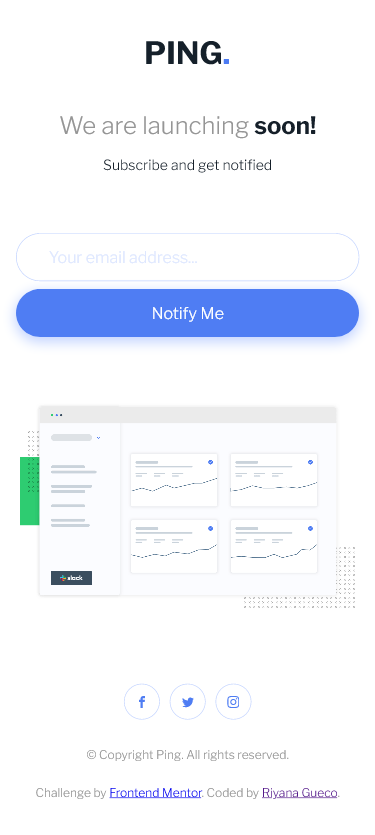 PING.
We are launching soon!
Subscribe and get notified
Your email address...
Notify Me
slack
© Copyright Ping. All rights reserved.
Challenge by Frontend Mentor. Coded by Riyana Gueco.